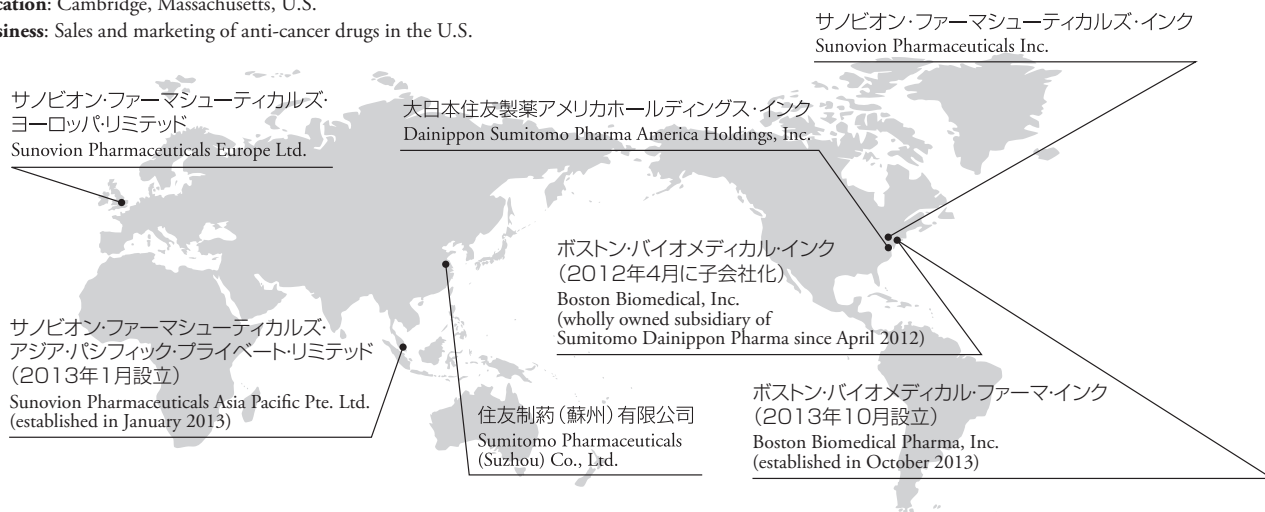 cation: Cambridge, Massachusetts, U.S.
siness: Sales and marketing of anti-cancer drugs in the U.S.
サノビオン・ファーマシューティカルズ・インク
Sunovion Pharmaceuticals Inc.
サノビオン・ファーマシューティカルズ・
ヨーロッパ・リミテッド
Sunovion Pharmaceuticals Europe Ltd.
大日本住友製薬アメリカホールディングス・インク
Dainippon Sumitomo Pharma America Holdings, Inc.
ボストン・バイオメディカル・インク
（2012年4月に子会社化）
Boston Biomedical, Inc.
(wholly owned subsidiary of
Sumitomo Dainippon Pharma since April 2012)
サノビオン・ファーマシューティカルズ・
アジア・パシフィック・プライベート・リミテッド
（2013年1月設立）
Sunovion Pharmaceuticals Asia Pacific Pte. Ltd.
(established in January 2013)
住友制葯（蘇州）有限公司
Sumitomo Pharmaceuticals
(Suzhou) Co., Ltd.
ボストン・バイオメディカル・ファーマ・インク
（2013年10月設立）
Boston Biomedical Pharma, Inc.
(established in October 2013)